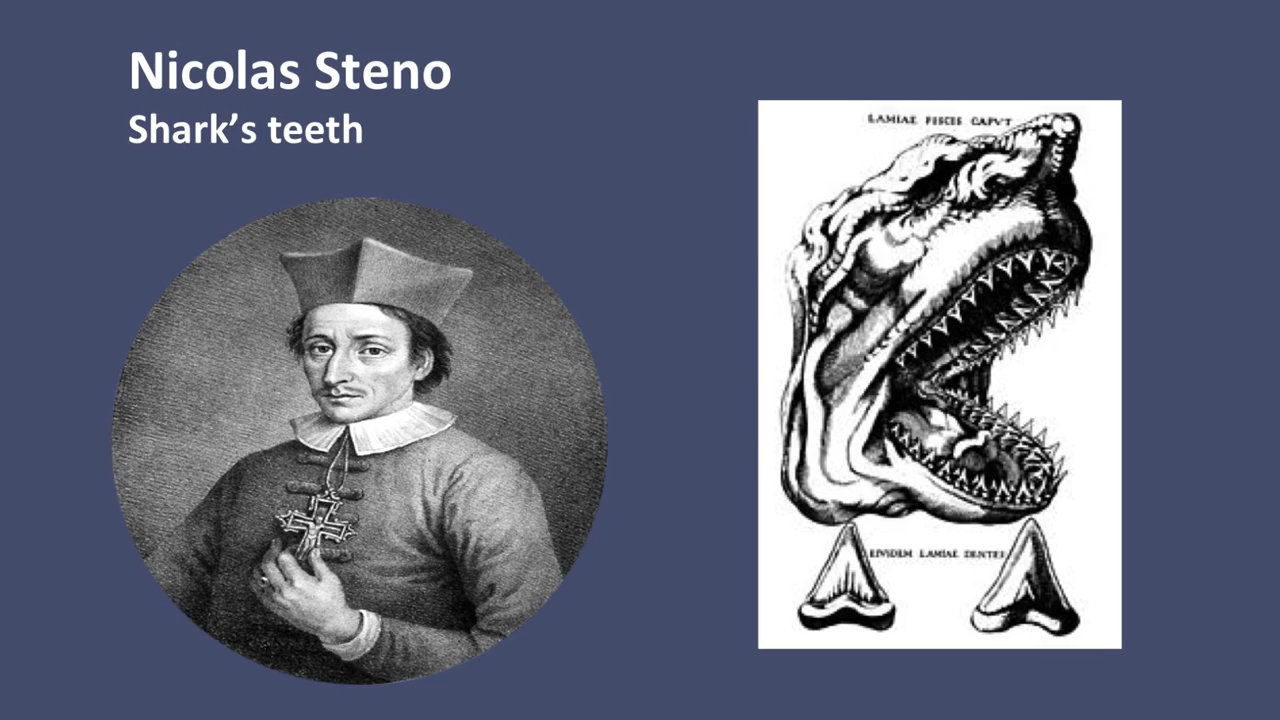 Nicolas Steno
Shark’s teeth
LAMIAE PISCIS CAPVT
EIVSDEM LAMIAE DENTES